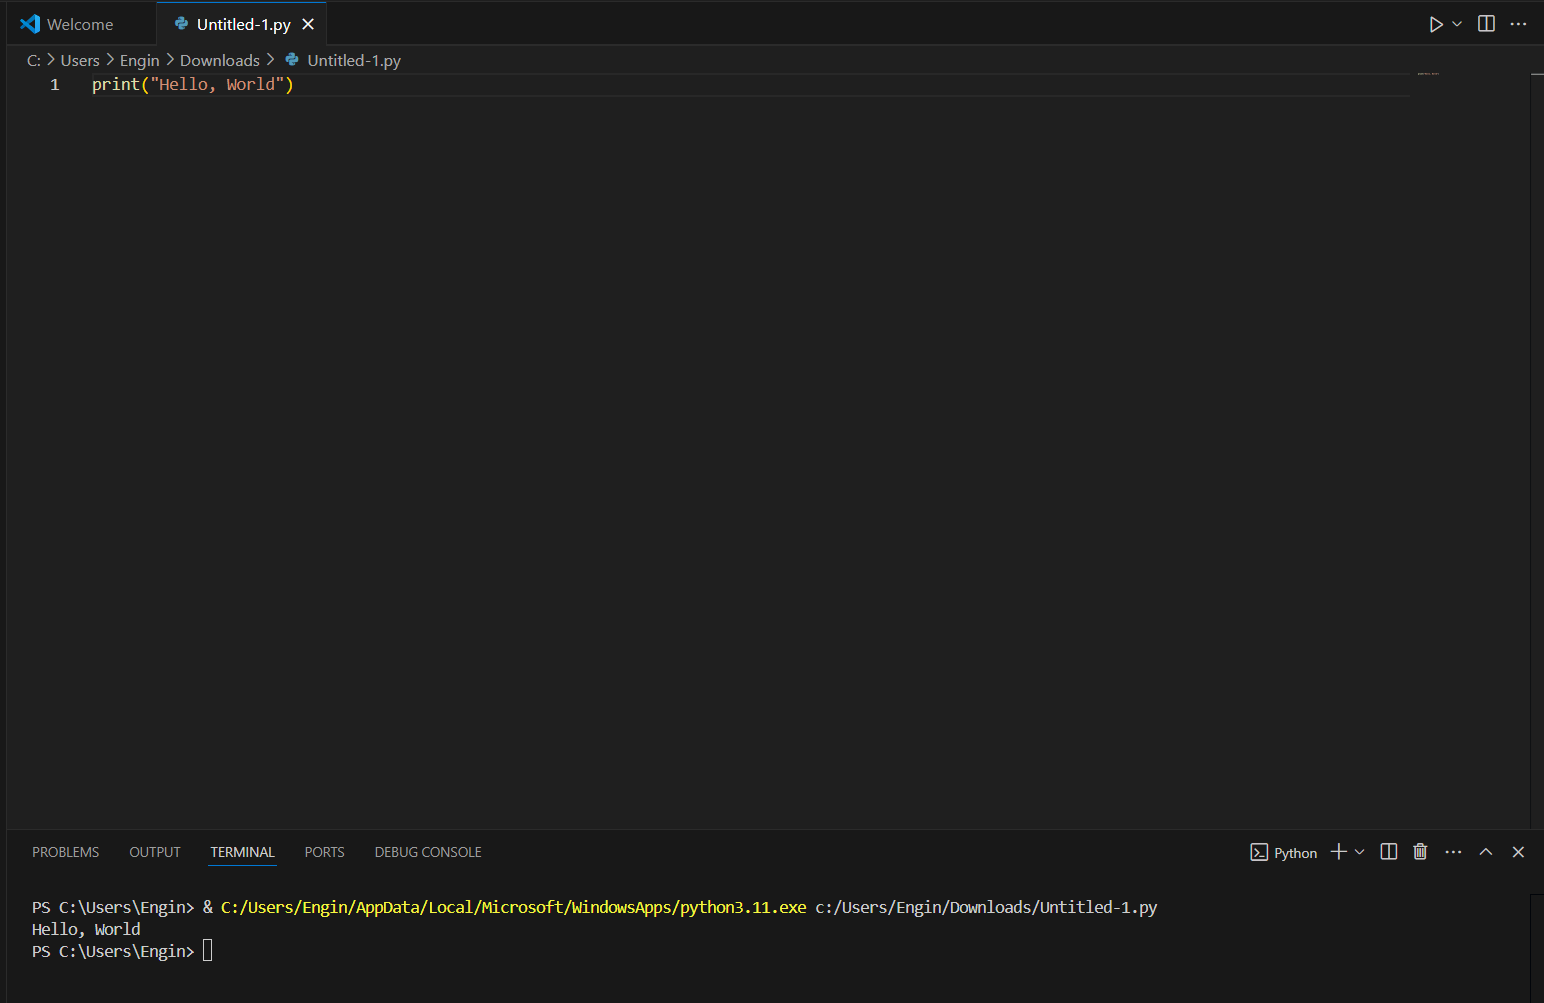 Welcome
Untitled-1.py
C: > Users > Engin > Downloads > Untitled-1.py
1 print("Hello, World")
PROBLEMS OUTPUT TERMINAL PORTS DEBUG CONSOLE
Python
PS C:\Users\Engin> & C:/Users/Engin/AppData/Local/Microsoft/WindowsApps/python3.11.exe c:/Users/Engin/Downloads/Untitled-1.py
Hello, World
PS C:\Users\Engin>